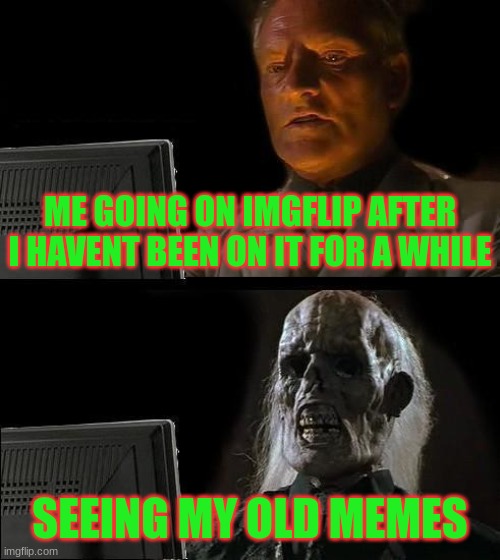 ME GOING ON IMGFLIP AFTER
I HAVENT BEEN ON IT FOR A WHILE
SEEING MY OLD MEMES
imgflip.com